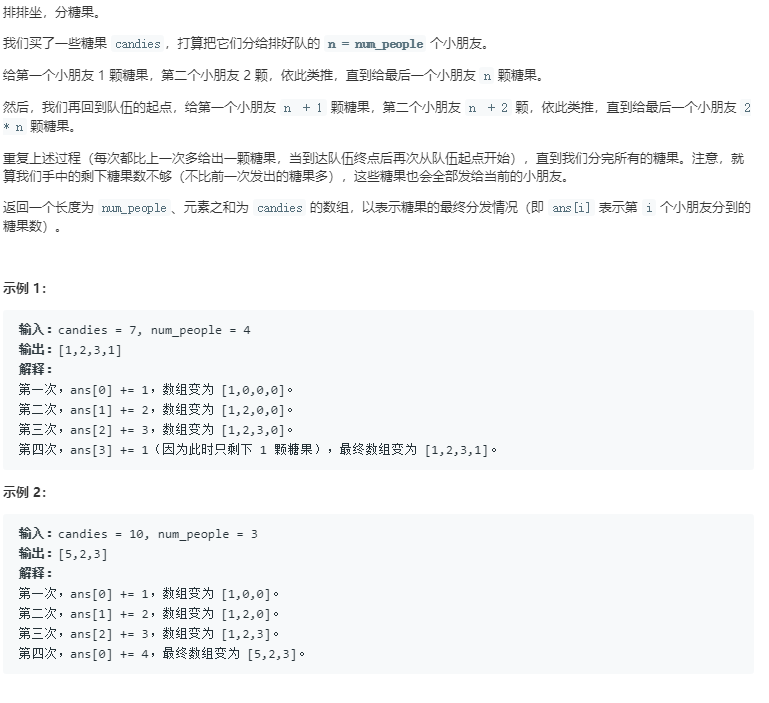 排排坐，分糖果。
我们买了一些糖果 candies，打算把它们分给排好队的 n = num_people 个小朋友。
给第一个小朋友 1 颗糖果，第二个小朋友 2 颗，依此类推，直到给最后一个小朋友 n 颗糖果。
然后，我们再回到队伍的起点，给第一个小朋友 n + 1 颗糖果，第二个小朋友 n + 2 颗，依此类推，直到给最后一个小朋友 2
* n 颗糖果。
重复上述过程（每次都比上一次多给出一颗糖果，当到达队伍终点后再次从队伍起点开始），直到我们分完所有的糖果。注意，就
算我们手中的剩下糖果数不够（不比前一次发出的糖果多），这些糖果也会全部发给当前的小朋友。
返回一个长度为 num_people、元素之和为 candies 的数组，以表示糖果的最终分发情况（即 ans[i] 表示第 i 个小朋友分到的
糖果数）。
示例 1：
输入：candies = 7, num_people = 4
输出：[1,2,3,1]
解释：
第一次，ans[0] += 1，数组变为 [1,0,0,0]。
第二次，ans[1] += 2，数组变为 [1,2,0,0]。
第三次，ans[2] += 3，数组变为 [1,2,3,0]。
第四次，ans[3] += 1（因为此时只剩下 1 颗糖果），最终数组变为 [1,2,3,1]。
示例 2：
输入：candies = 10, num_people = 3
输出：[5,2,3]
解释：
第一次，ans[0] += 1，数组变为 [1,0,0]。
第二次，ans[1] += 2，数组变为 [1,2,0]。
第三次，ans[2] += 3，数组变为 [1,2,3]。
第四次，ans[0] += 4，最终数组变为 [5,2,3]。